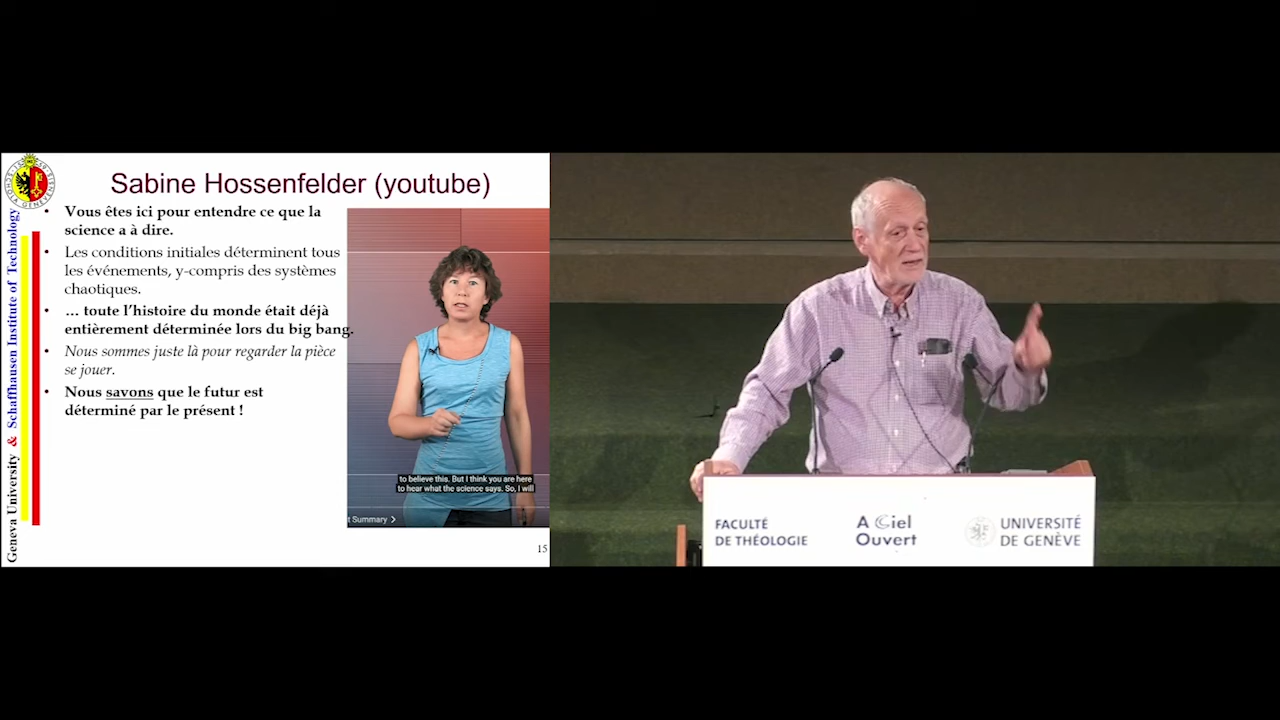 Sabine Hossenfelder (youtube)
• Vous êtes ici pour entendre ce que la
science a à dire.
• Les conditions initiales déterminent tous
les événements, y-compris des systèmes
chaotiques.
• … toute l’histoire du monde était déjà
entièrement déterminée lors du big bang.
• Nous sommes juste là pour regarder la pièce
se jouer.
• Nous savons que le futur est
déterminé par le présent !
Geneva University & Schaffhausen Institute of Technology
to believe this. But I think you are here
to hear what the science says. So, I will
t Summary >
15
FACULTÉ
DE THÉOLOGIE
A Ciel
Ouvert
UNIVERSITÉ
DE GENÈVE